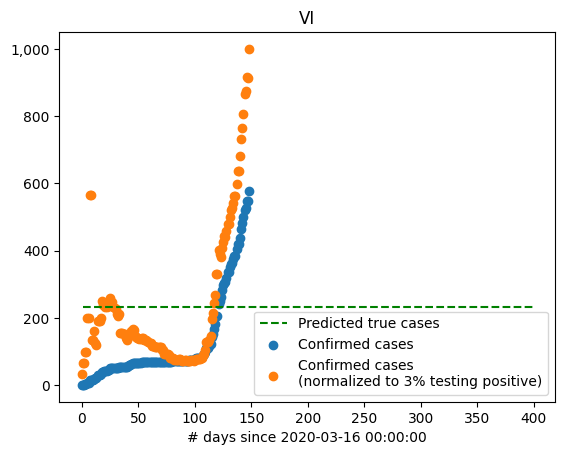 VI
1,000
800
600
400
200
0
Predicted true cases
Confirmed cases
Confirmed cases
(normalized to 3% testing positive)
0 50 100 150 200 250 300 350 400
# days since 2020-03-16 00:00:00